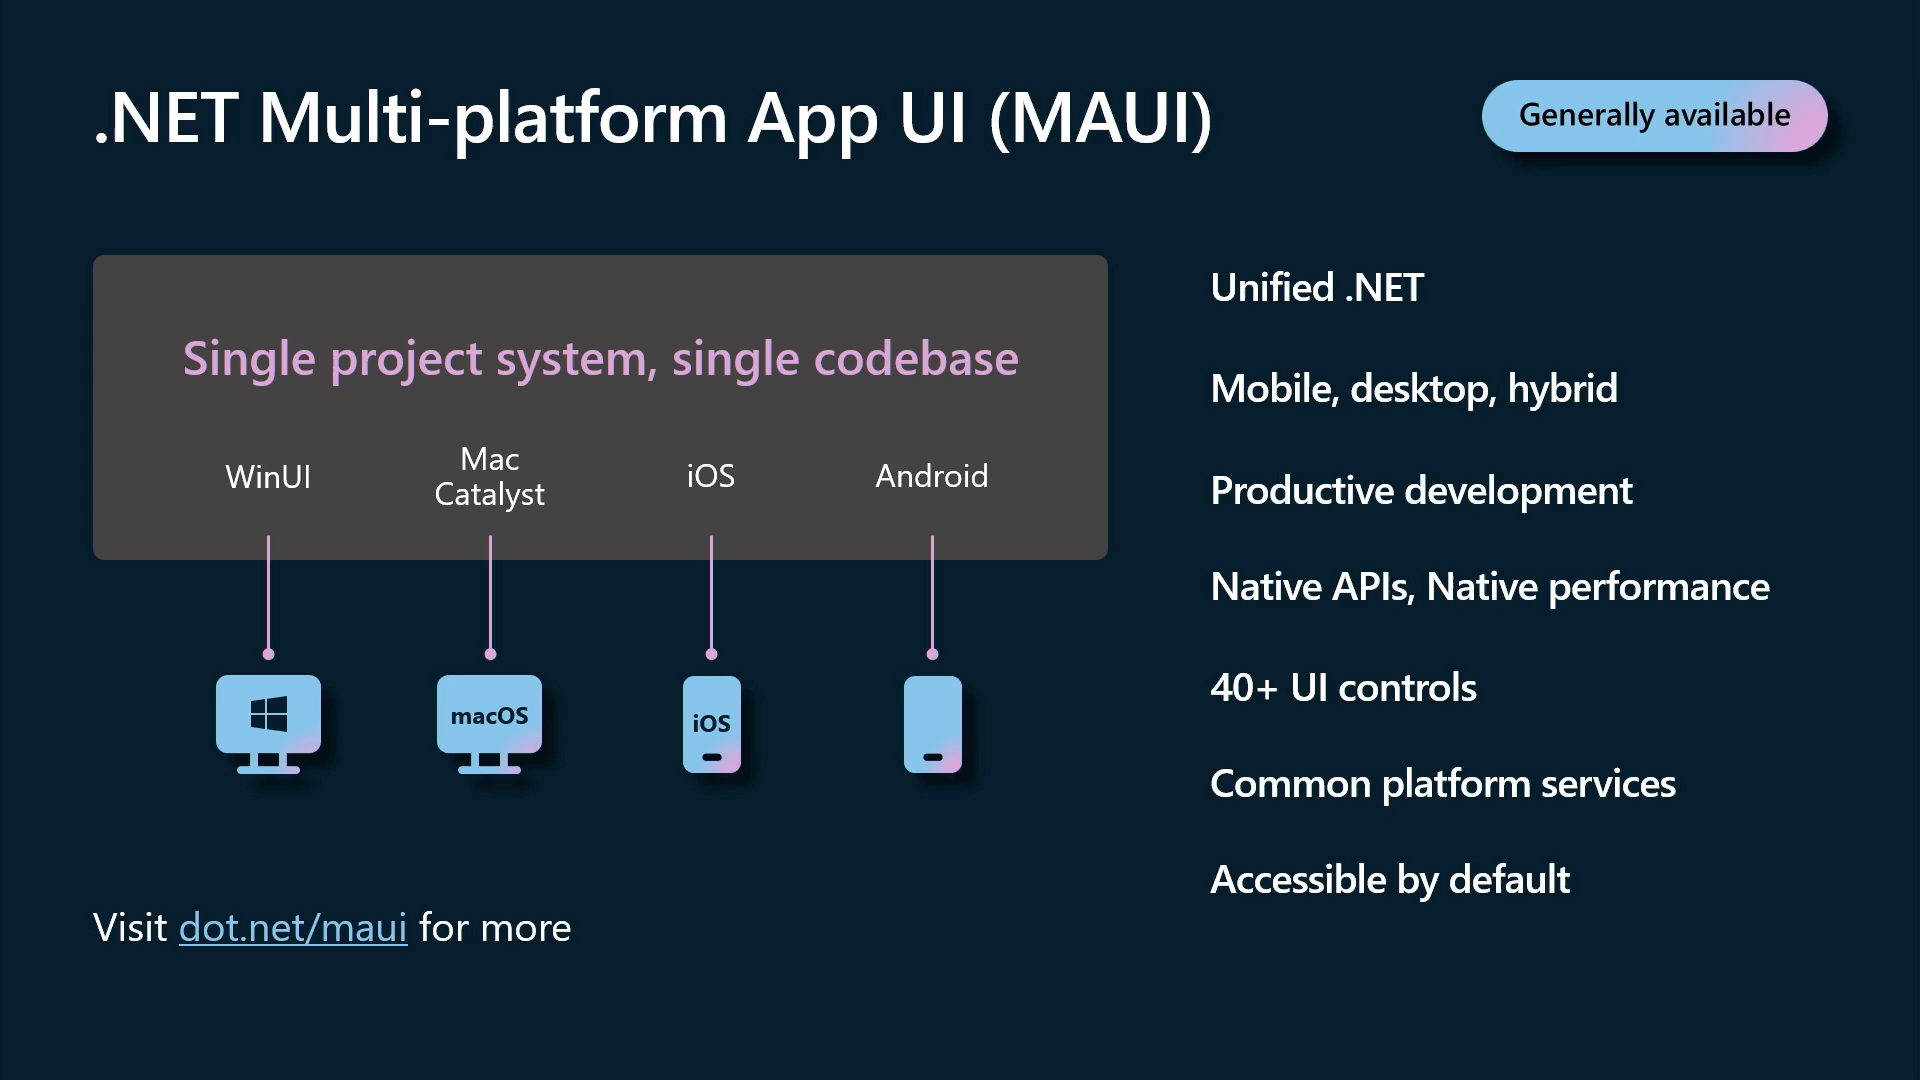 .NET Multi-platform App UI (MAUI)
Generally available
Single project system, single codebase
WinUI
Mac
Catalyst
iOS
Android
macOS
iOS
Unified .NET
Mobile, desktop, hybrid
Productive development
Native APIs, Native performance
40+ UI controls
Common platform services
Accessible by default
Visit dot.net/maui for more